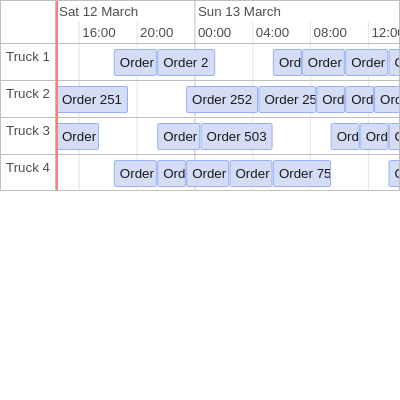 Sat 12 March Sun 13 March
16:00 20:00 00:00 04:00 08:00 12:0
Truck 1 Order Order 2 Ord Order Order
Truck 2 Order 251 Order 252 Order 25 Ord Ord Ord
Truck 3 Order Order Order 503 Ord Ord
Truck 4 Order Ord Order Order Order 75